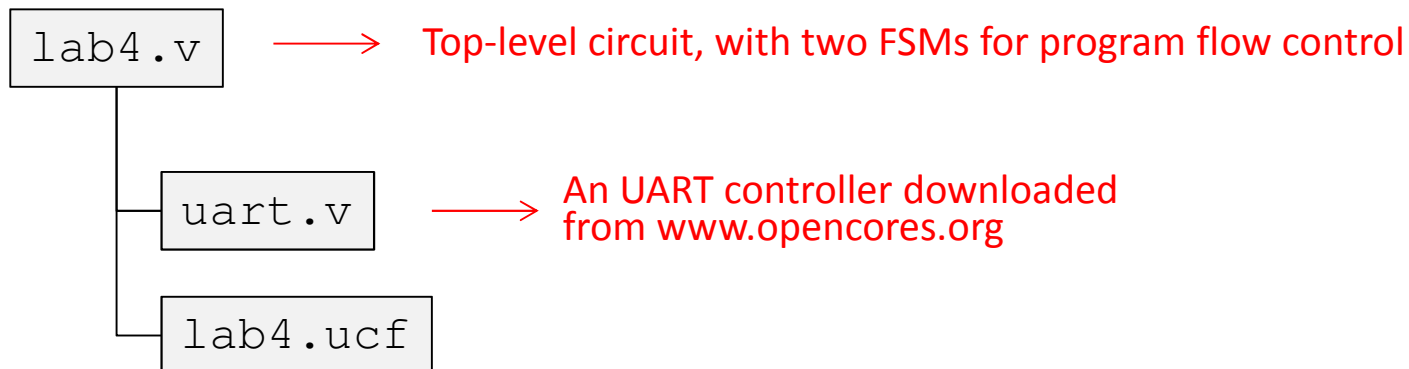 lab4.v
Top-level circuit, with two FSMs for program flow control
uart.v
An UART controller downloaded
from www.opencores.org
lab4.ucf